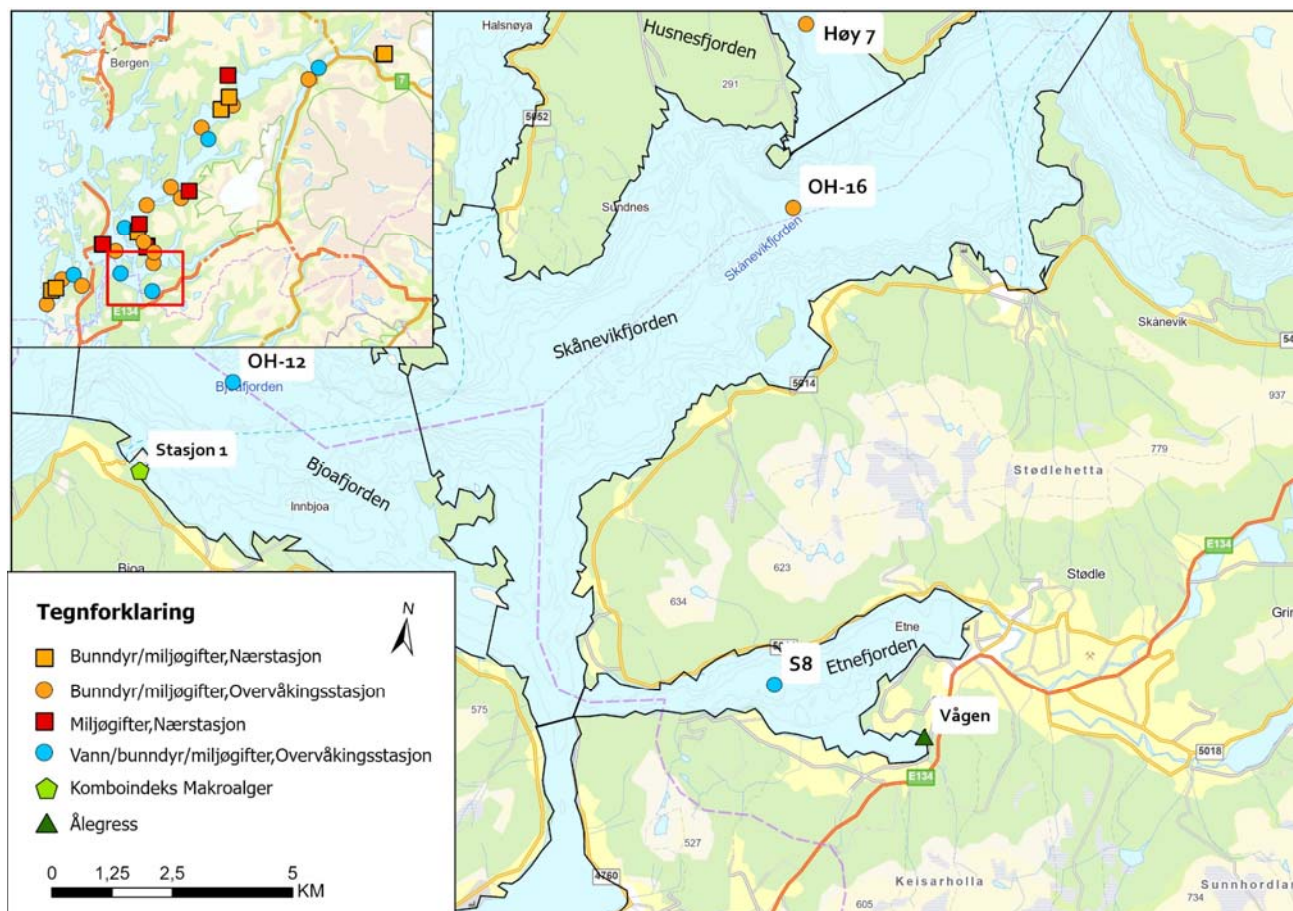 Bergen
7
E134
Halsnøya
Husnesfjorden
Høy 7
291
5052
OH-16
Sundnes
Skånevikfjorden
Skånevikfjorden
Skånevik
OH-12
Bjoafjorden
5014
937
Stasjon 1
779
Stødlehetta
Bjoafjorden
Innbjoa
E134
Bjoa
623
Stødle
634
Etne
Etnefjorden
S8
575
Vågen
5018
E134
527
4760
Keisarholla
605
Sunnhordlan
734
Tegnforklaring
N
Bunndyr/miljøgifter,Nærstasjon
Bunndyr/miljøgifter,Overvåkingsstasjon
Miljøgifter,Nærstasjon
Vann/bunndyr/miljøgifter,Overvåkingsstasjon
Komboindeks Makroalger
Ålegress
0 1,25 2,5 5
KM